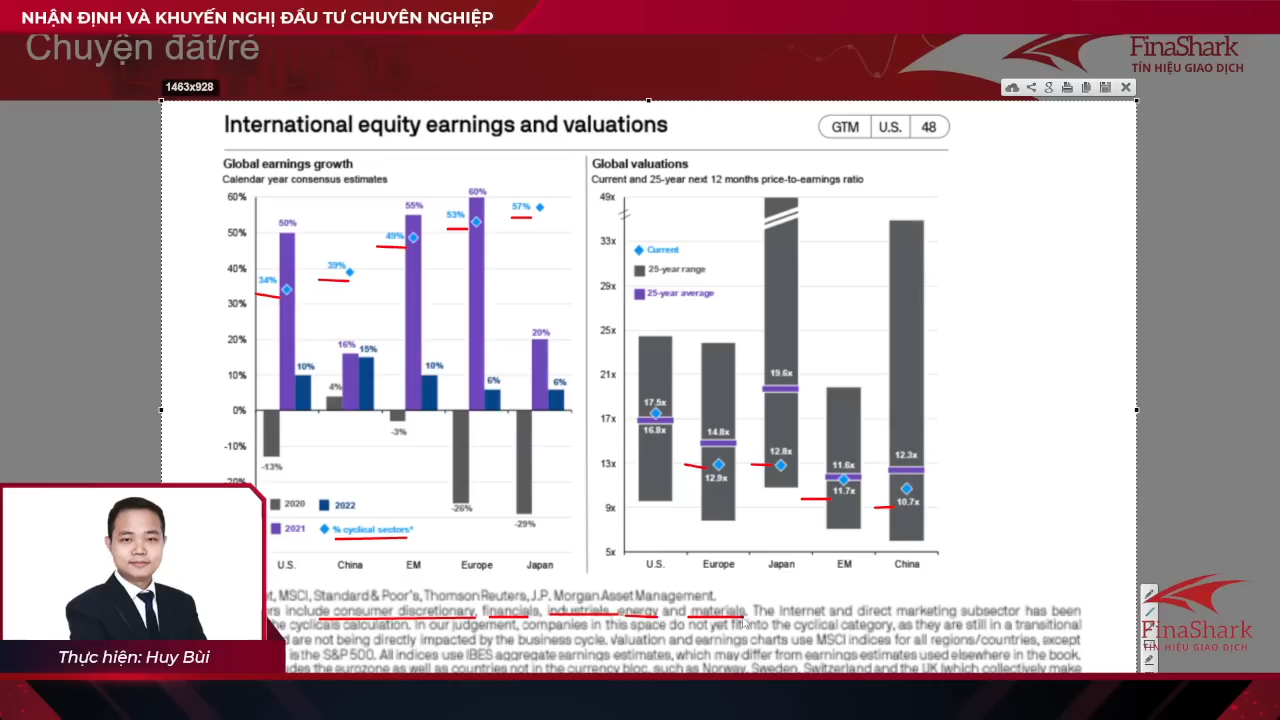 NHẬN ĐỊNH VÀ KHUYẾN NGHỊ ĐẦU TƯ CHUYÊN NGHIỆP
Chuyện đắt/rẻ
FinaShark
TÍN HIỆU GIAO DỊCH
1463x928
International equity earnings and valuations
GTM U.S. 48
Global earnings growth
Calendar year consensus estimates
60%
50%
40%
30%
20%
10%
0%
-10%
-20%
34%
50%
10%
-13%
39%
4%
16%
15%
49%
55%
10%
-3%
53%
60%
6%
-26%
57%
20%
6%
-29%
2020
2022
2021
% cyclical sectors*
U.S. China EM Europe Japan
Global valuations
Current and 25-year next 12 months price-to-earnings ratio
49x
33x
29x
25x
21x
17x
13x
9x
5x
Current
25-year range
25-year average
17.5x
16.8x
14.8x
12.9x
19.6x
12.8x
11.6x
11.7x
12.3x
10.7x
U.S. Europe Japan EM China
MSCI, Standard & Poor's, Thomson Reuters, J.P. Morgan Asset Management.
include consumer discretionary, financials, industrials, energy and materials. The Internet and direct marketing subsector has been
cyclicals calculation. In our judgement, companies in this space do not yet fit into the cyclical category, as they are still in a transitional
and are not being directly impacted by the business cycle. Valuation and earnings charts use MSCI indices for all regions/countries, except
is the S&P 500. All indices use IBES aggregate earnings estimates, which may differ from earnings estimates used elsewhere in the book.
the eurozone as well as countries not in the currency bloc, such as Norway, Sweden, Switzerland and the UK (which collectively make
FinaShark
TÍN HIỆU GIAO DỊCH
Thực hiện: Huy Bùi